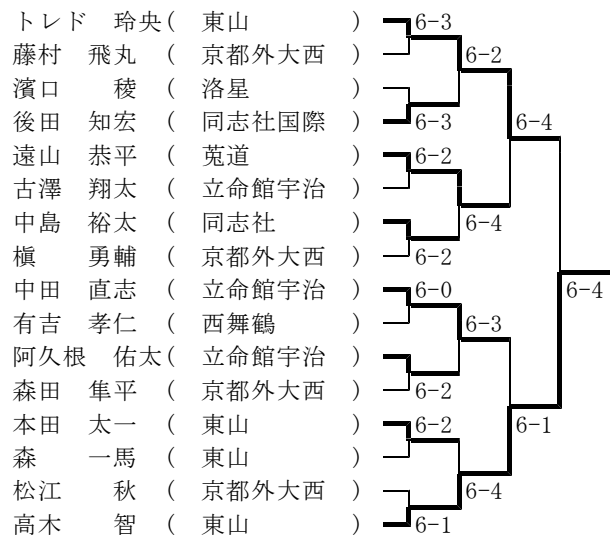 トレド 玲央( 東山 ) 6-3
藤村 飛丸 ( 京都外大西 ) 6-2
濱口 稜 ( 洛星 )
後田 知宏 ( 同志社国際 ) 6-3 6-4
遠山 恭平 ( 莵道 ) 6-2
古澤 翔太 ( 立命館宇治 )
中島 裕太 ( 同志社 ) 6-4
槇 勇輔 ( 京都外大西 ) 6-2
中田 直志 ( 立命館宇治 ) 6-0 6-4
有吉 孝仁 ( 西舞鶴 ) 6-3
阿久根 佑太( 立命館宇治 )
森田 隼平 ( 京都外大西 ) 6-2
本田 太一 ( 東山 ) 6-2 6-1
森 一馬 ( 東山 )
松江 秋 ( 京都外大西 ) 6-4
高木 智 ( 東山 ) 6-1